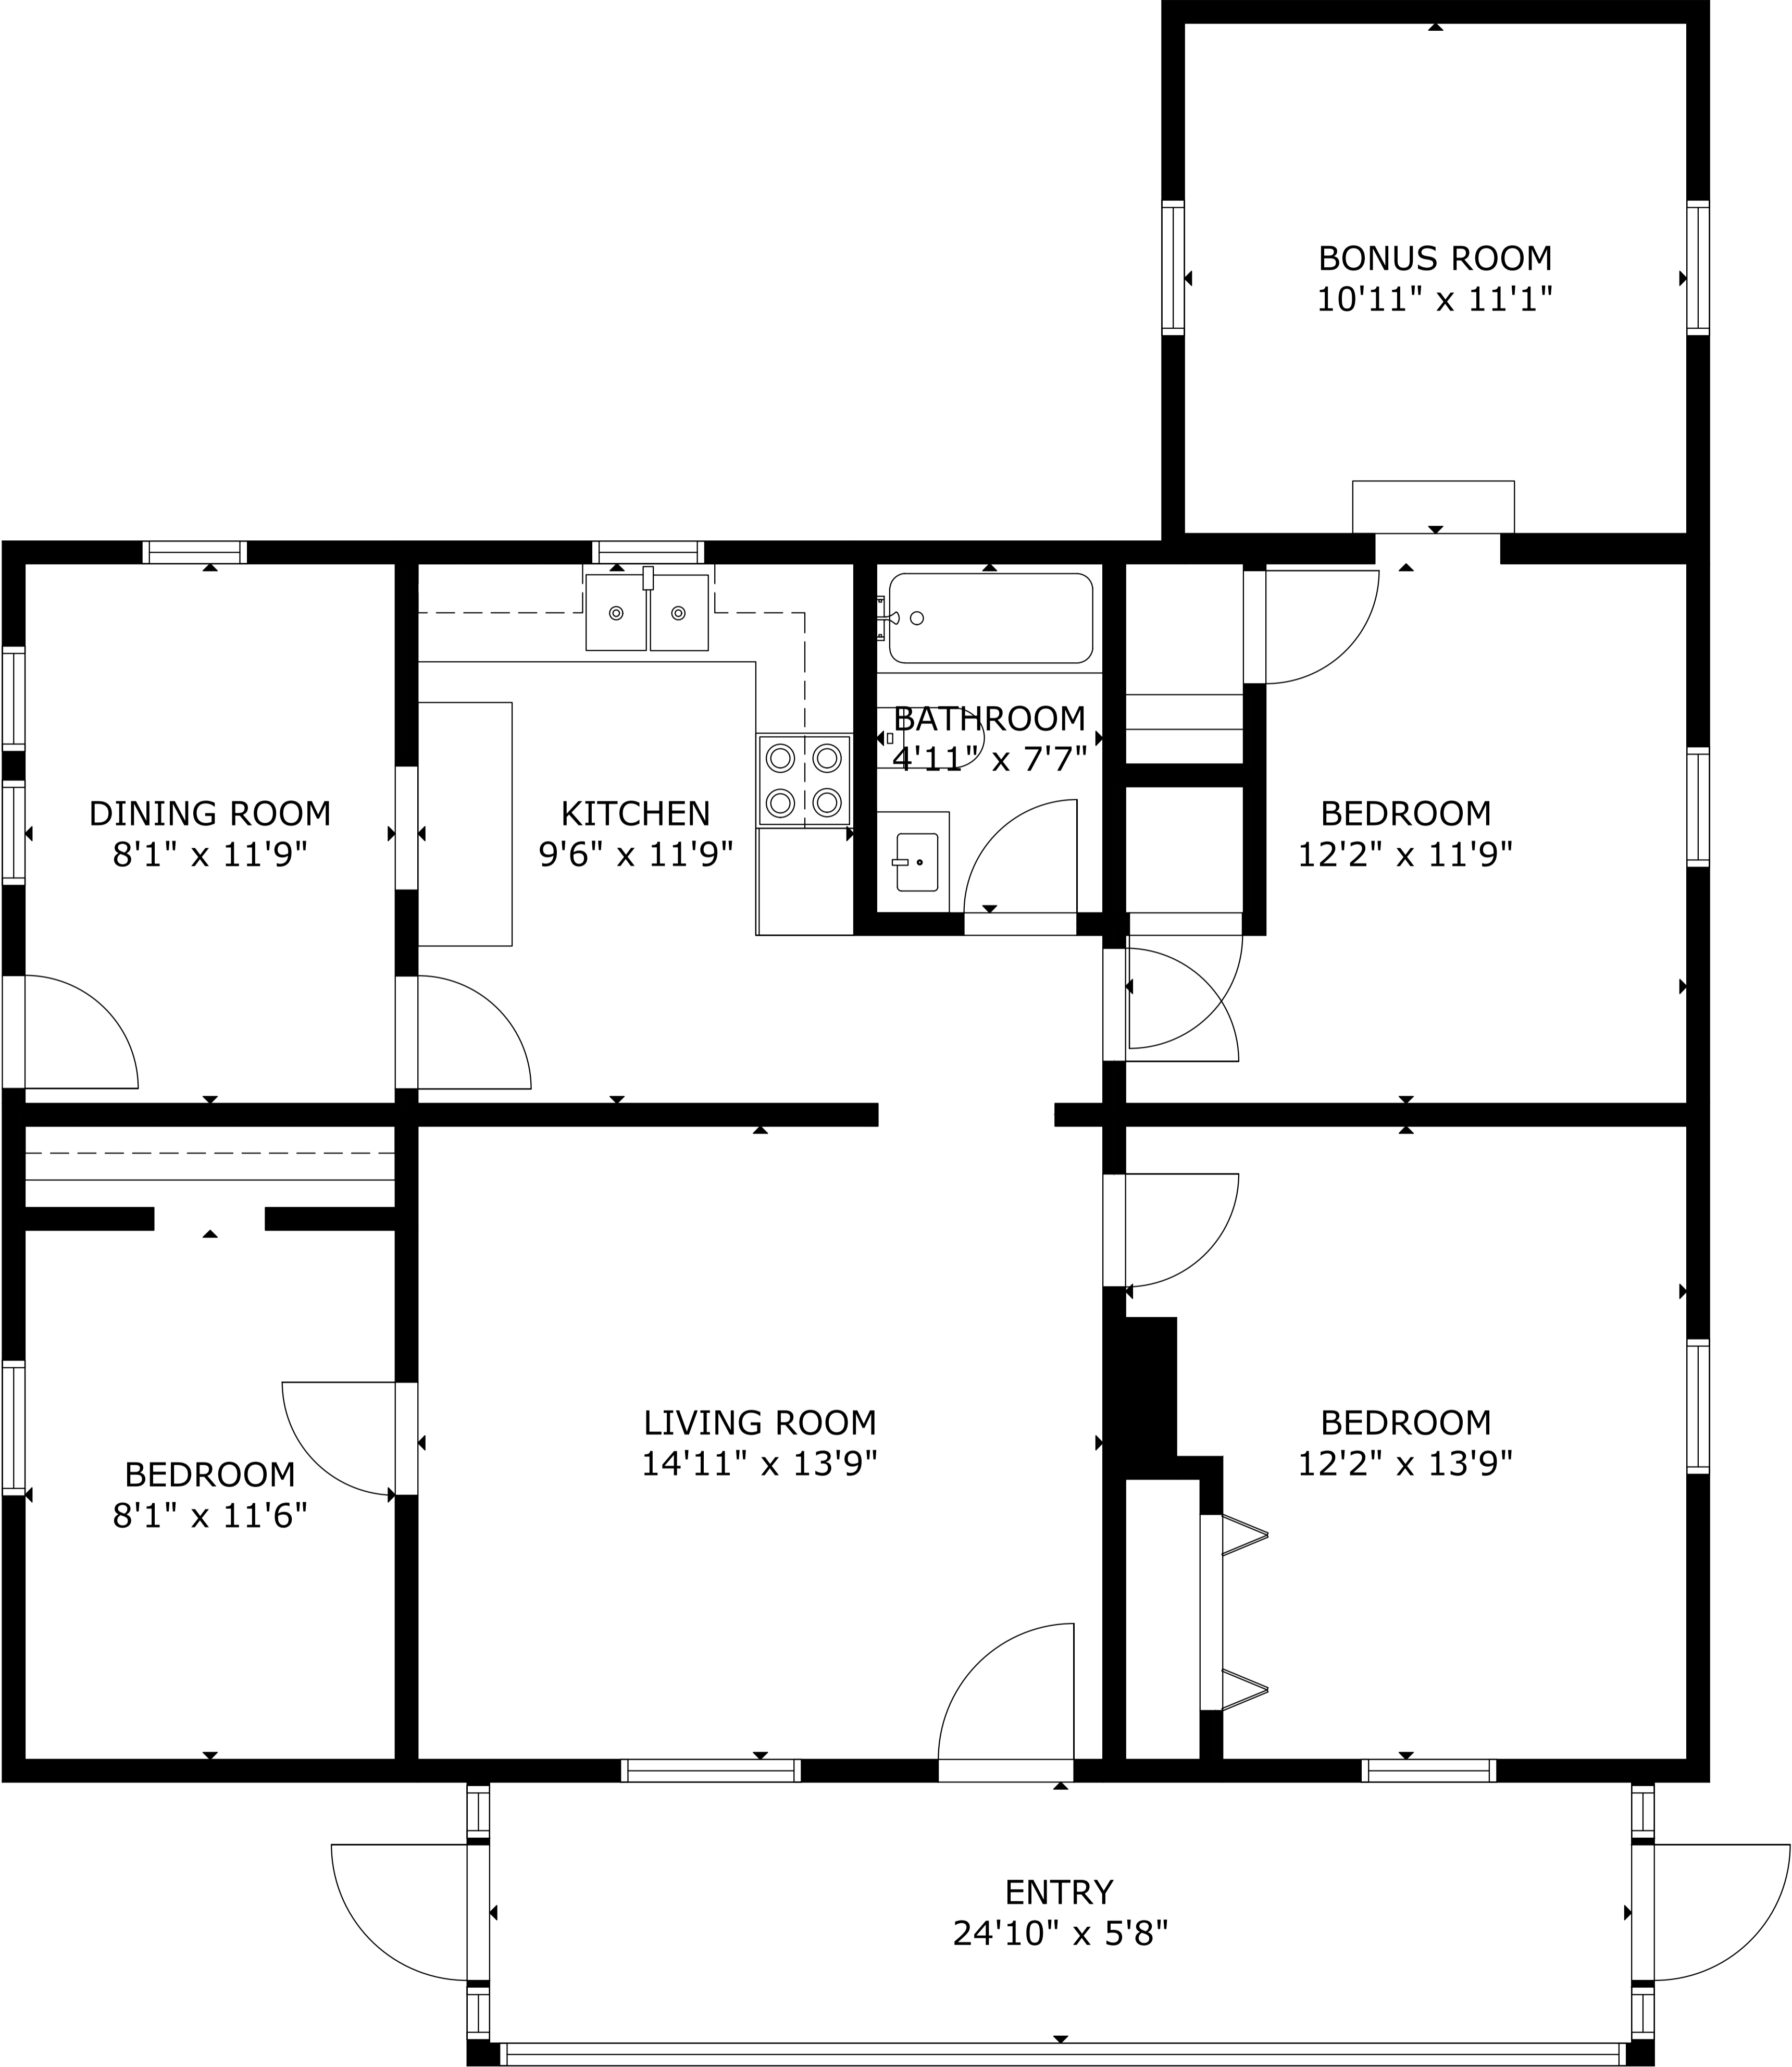 BONUS ROOM
10'11" x 11'1"
BATHROOM
4'11" x 7'7"
DINING ROOM
8'1" x 11'9"
KITCHEN
9'6" x 11'9"
BEDROOM
12'2" x 11'9"
LIVING ROOM
14'11" x 13'9"
BEDROOM
12'2" x 13'9"
BEDROOM
8'1" x 11'6"
ENTRY
24'10" x 5'8"